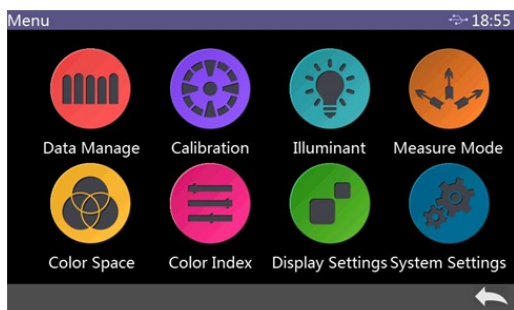 Menu 18:55
Data Manage Calibration Illuminant Measure Mode
Color Space Color Index Display Settings System Settings